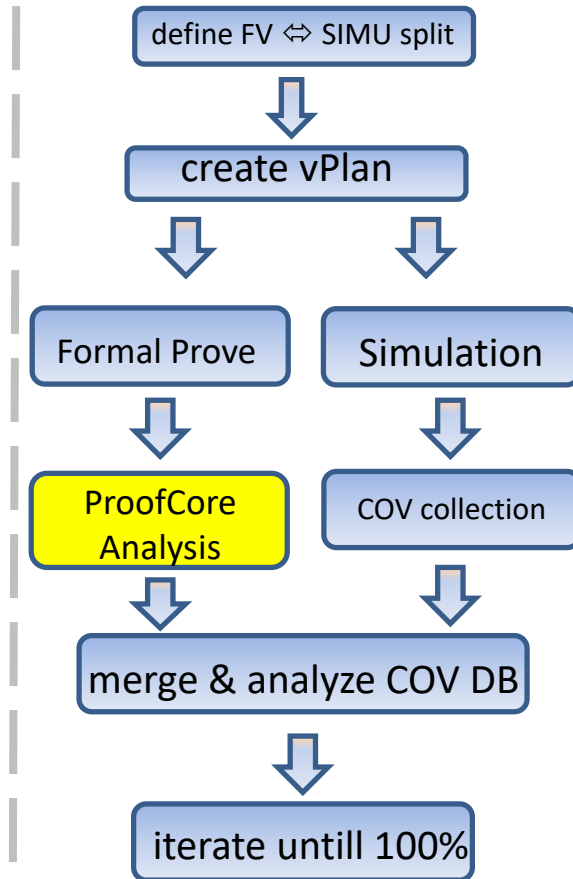 define FV ⇔ SIMU split
create vPlan
Formal Prove
Simulation
ProofCore
Analysis
COV collection
merge & analyze COV DB
iterate untill 100%